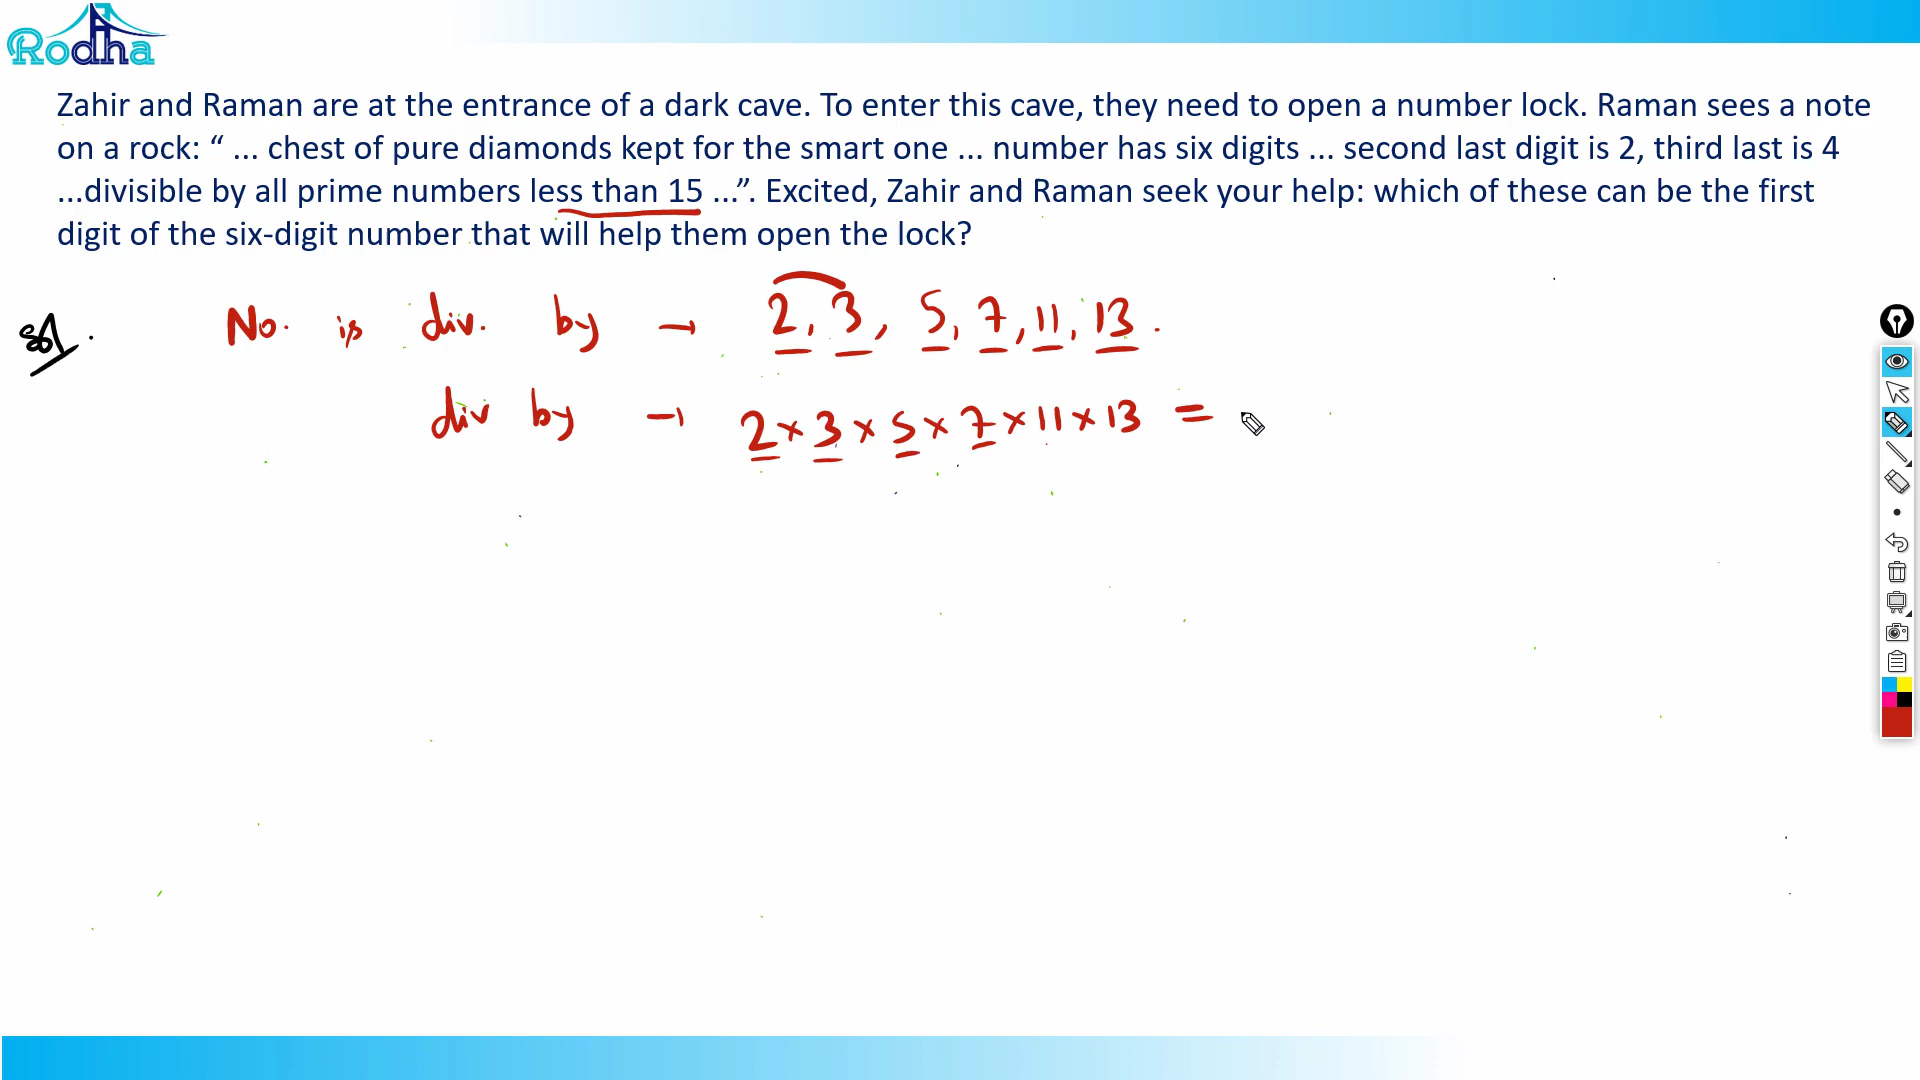 Rodha
Zahir and Raman are at the entrance of a dark cave. To enter this cave, they need to open a number lock. Raman sees a note
on a rock: “ ... chest of pure diamonds kept for the smart one ... number has six digits ... second last digit is 2, third last is 4
...divisible by all prime numbers less than 15 ...”. Excited, Zahir and Raman seek your help: which of these can be the first
digit of the six-digit number that will help them open the lock?
Sol. No. is div. by → 2, 3, 5, 7, 11, 13.
div by → 2 × 3 × 5 × 7 × 11 × 13 =